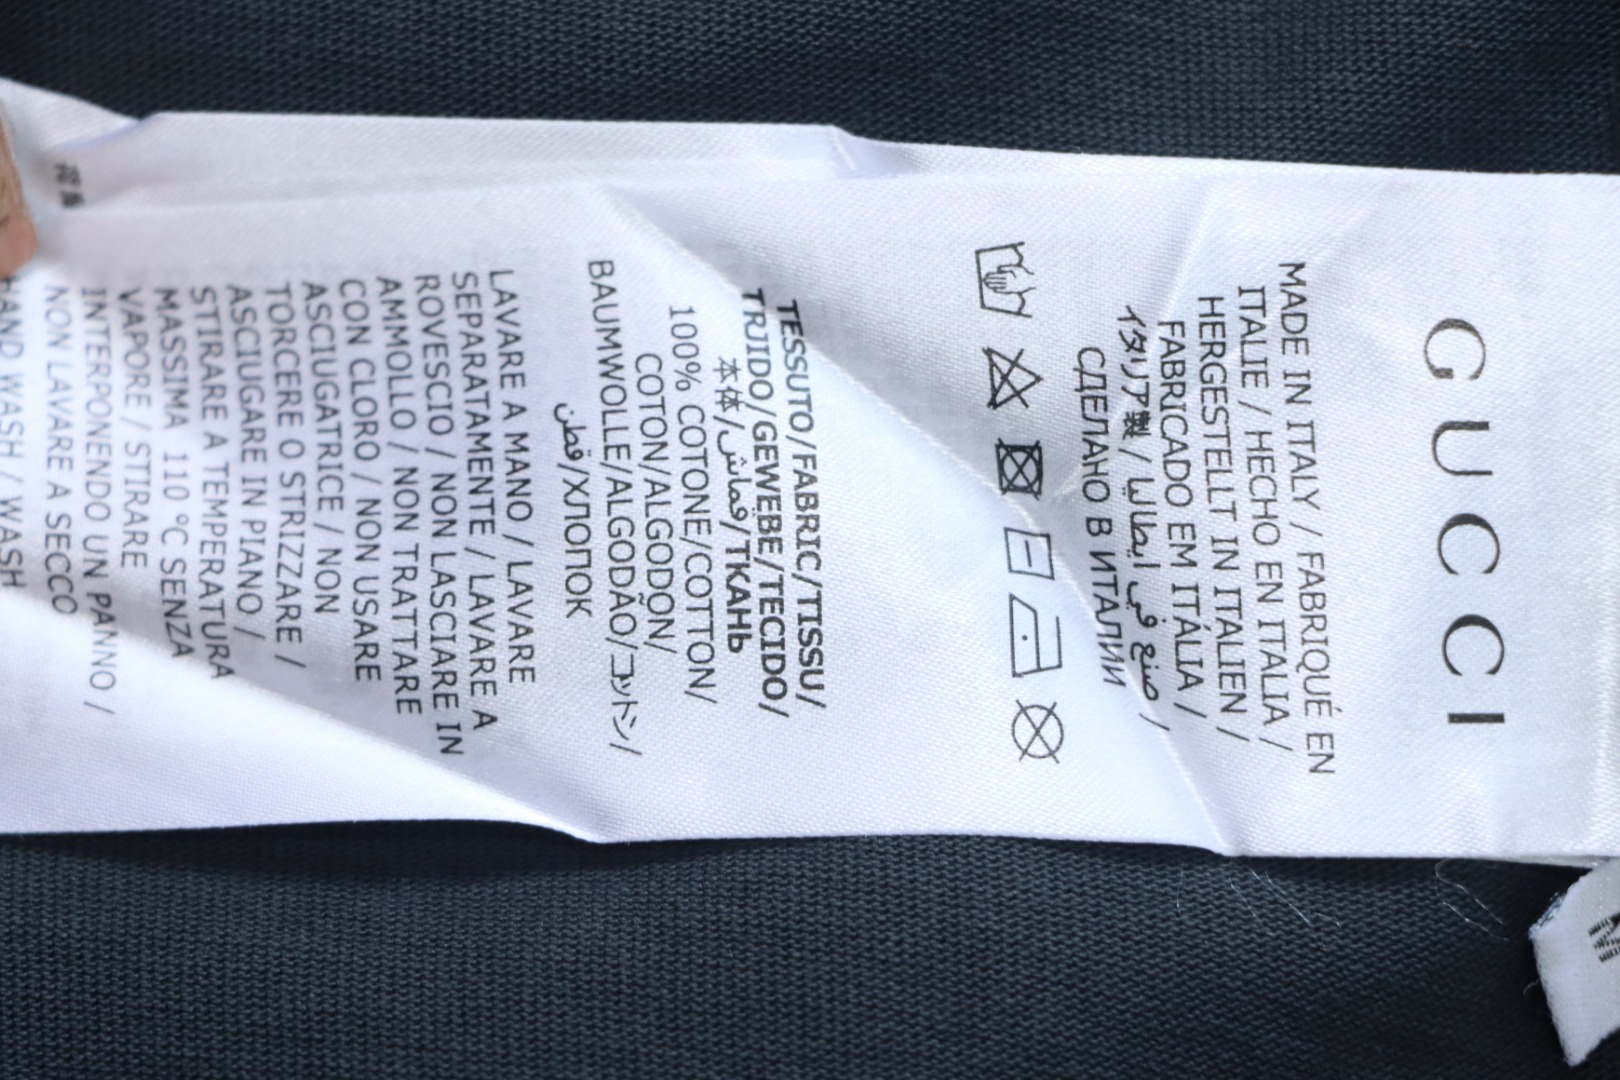 GUCCI
MADE IN ITALY / FABRIQUÉ EN
ITALIE / HECHO EN ITALIA /
HERGESTELLT IN ITALIEN /
FABRICADO EM ITÁLIA /
イタリア製 / صنع في ايطاليا /
СДЕЛАНО В ИТАЛИИ
TESSUTO/FABRIC/TISSU/
TEJIDO/GEWEBE/TECIDO/
本体/قماش/ТКАНЬ
100% COTONE/COTTON/
COTON/ALGODÓN/
BAUMWOLLE/ALGODÃO/コットン/
قطن/ХЛОПОК
LAVARE A MANO / LAVARE
SEPARATAMENTE / LAVARE A
ROVESCIO / NON LASCIARE IN
AMMOLLO / NON TRATTARE
CON CLORO / NON USARE
ASCIUGATRICE / NON
TORCERE O STRIZZARE /
ASCIUGARE IN PIANO /
STIRARE A TEMPERATURA
MASSIMA 110 °C SENZA
VAPORE / STIRARE
INTERPONENDO UN PANNO /
NON LAVARE A SECCO
HAND WASH / WASH